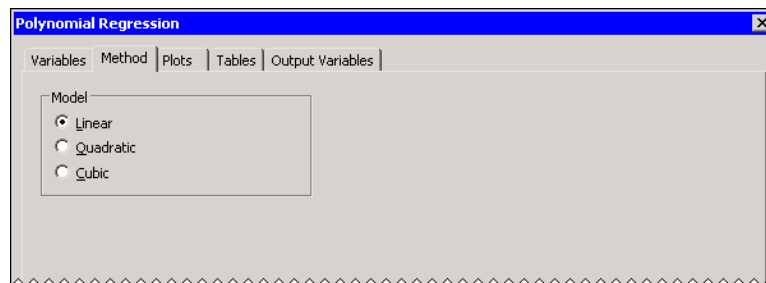 Polynomial Regression
Variables Method Plots Tables Output Variables
Model
Linear
Quadratic
Cubic